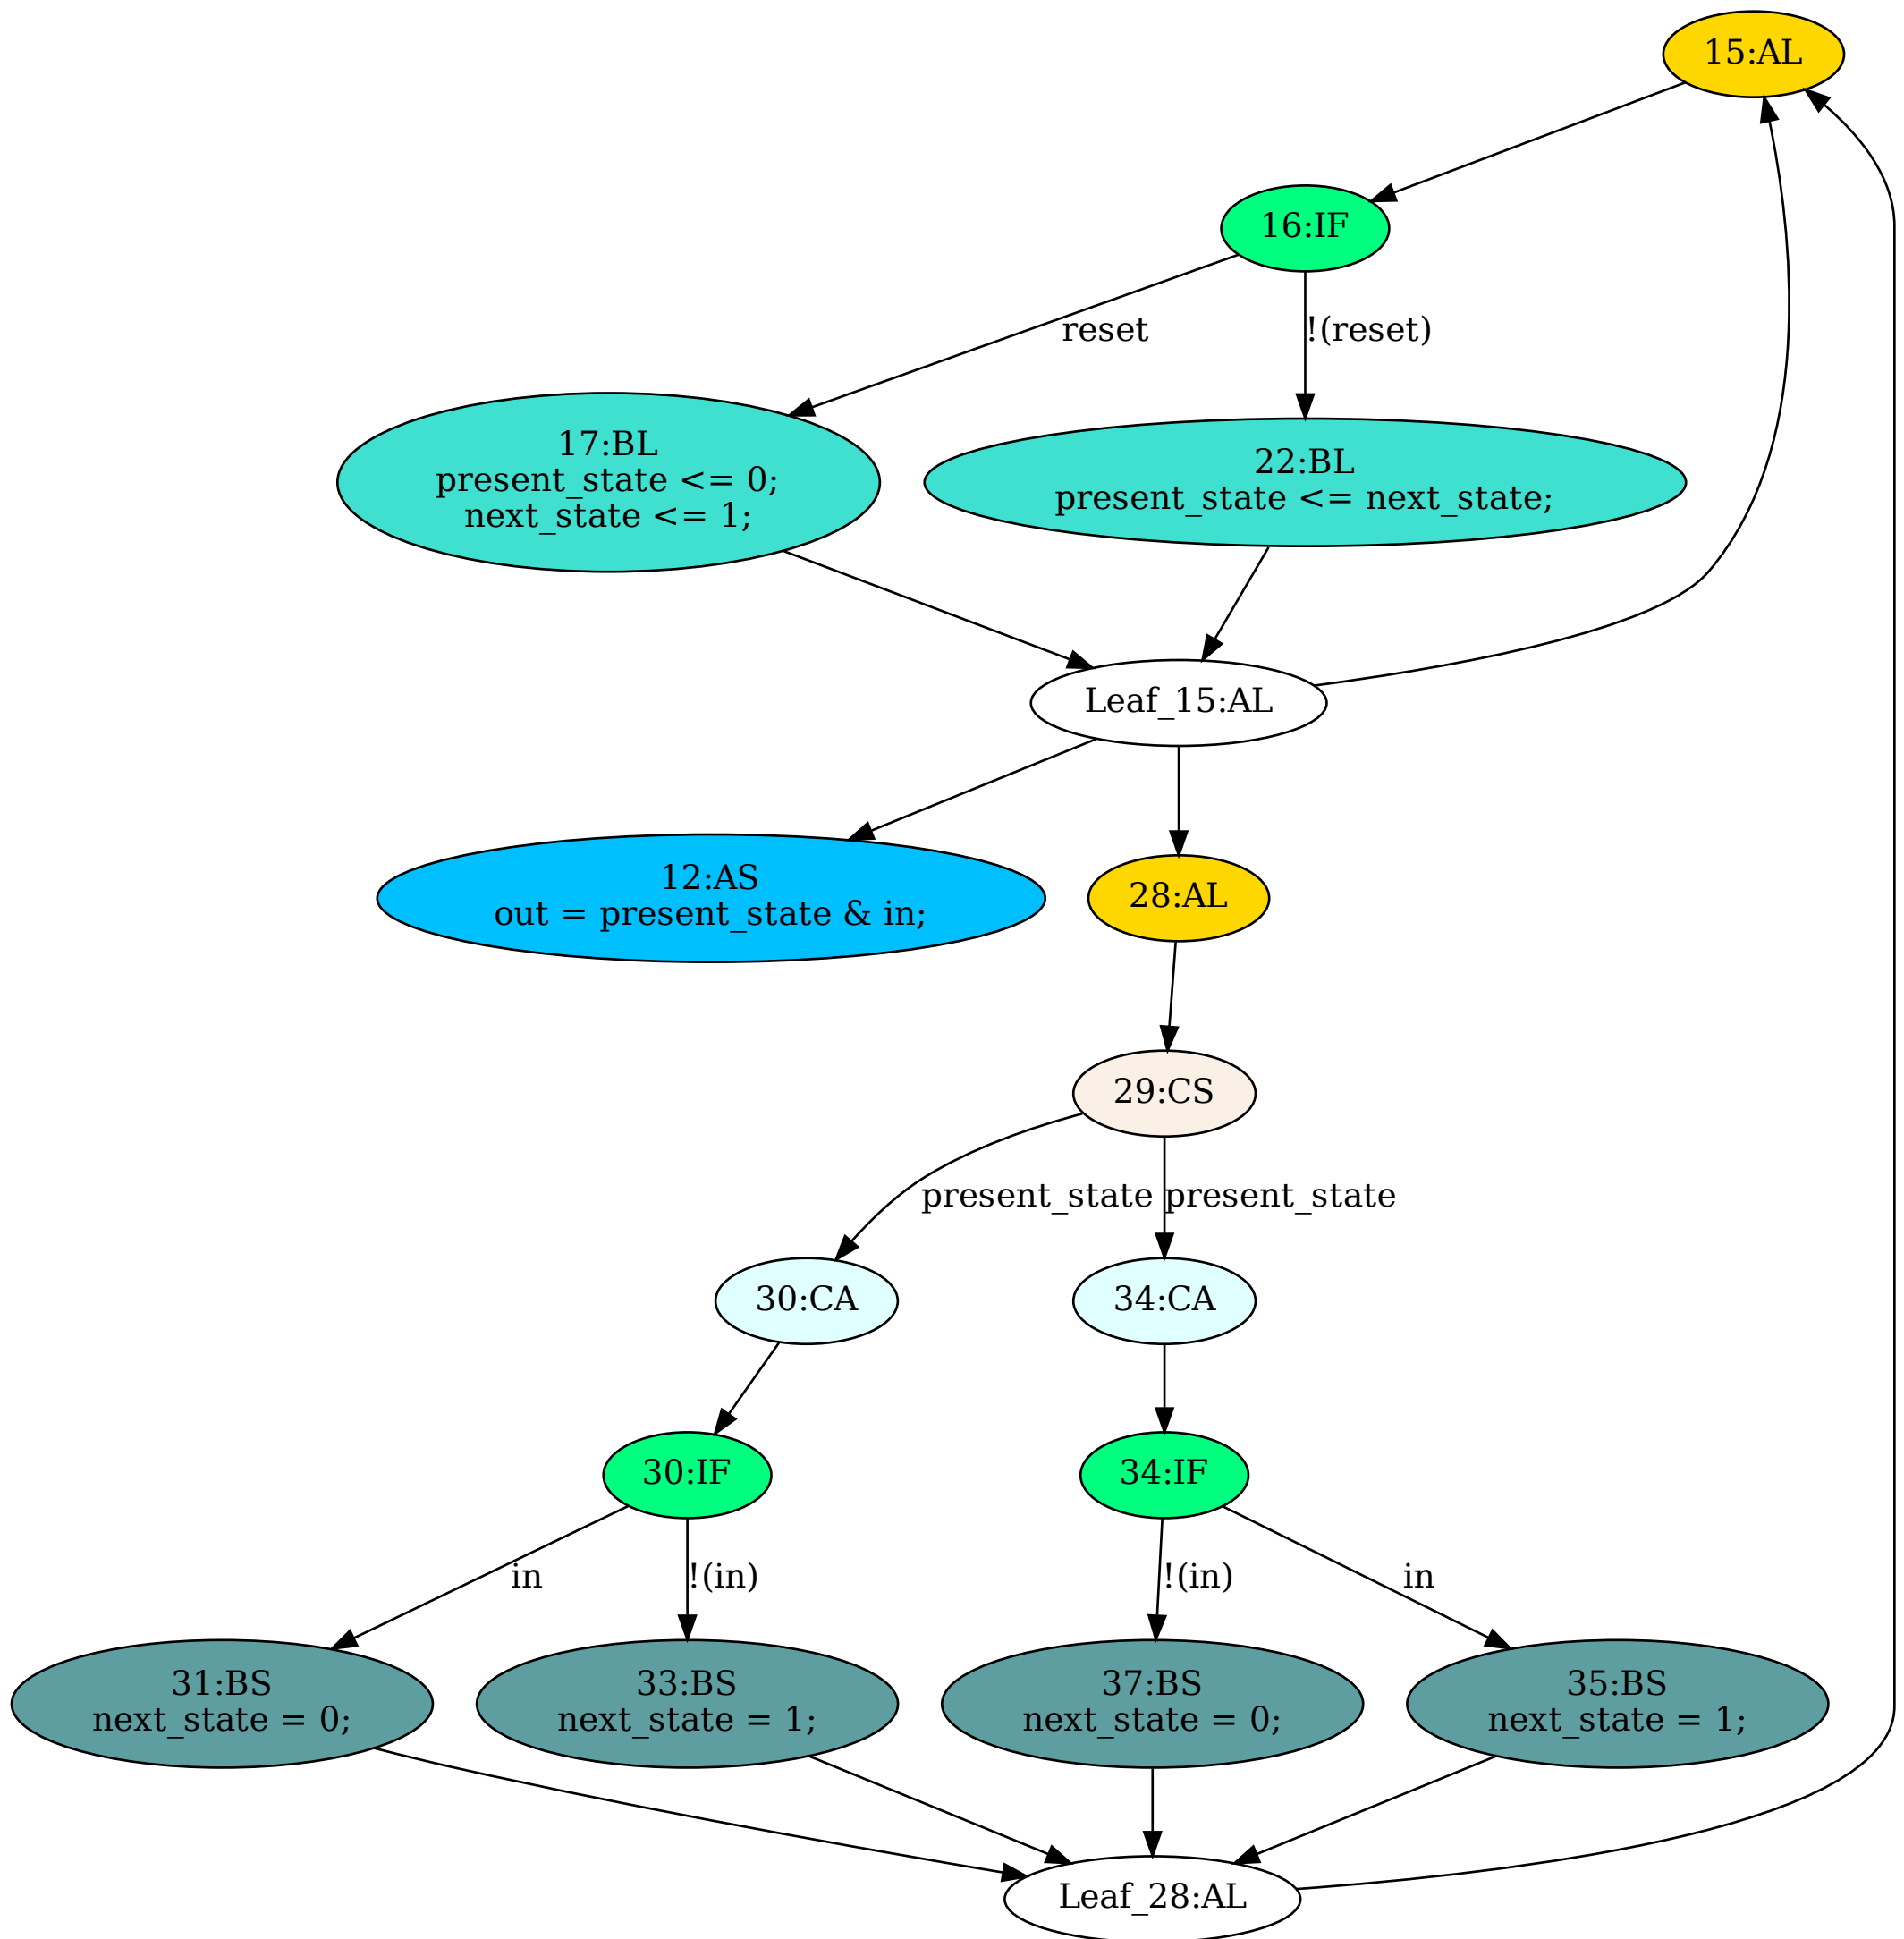 15:AL
16:IF
reset
!(reset)
17:BL
present_state <= 0;
next_state <= 1;
22:BL
present_state <= next_state;
Leaf_15:AL
12:AS
out = present_state & in;
28:AL
29:CS
present_state
present_state
30:CA
34:CA
30:IF
34:IF
in
!(in)
!(in)
in
31:BS
next_state = 0;
33:BS
next_state = 1;
37:BS
next_state = 0;
35:BS
next_state = 1;
Leaf_28:AL